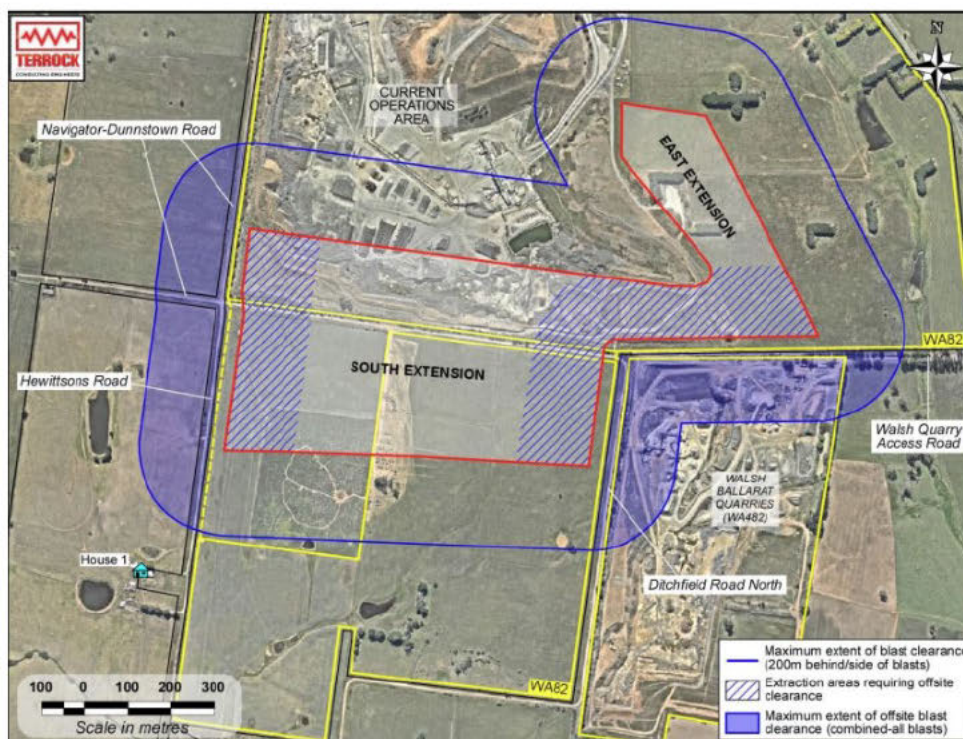 TERROCK
CONSULTING ENGINEERS
N
CURRENT
OPERATIONS
AREA
Navigator-Dunnstown Road
EAST EXTENSION
SOUTH EXTENSION
WA82
Hewittsons Road
Walsh Quarry
Access Road
WALSH
BALLARAT
QUARRIES
(WA482)
House 1
Ditchfield Road North
WA82
100 0 100 200 300
Scale in metres
Maximum extent of blast clearance
(200m behind/side of blasts)
Extraction areas requiring offsite
clearance
Maximum extent of offsite blast
clearance (combined-all blasts)